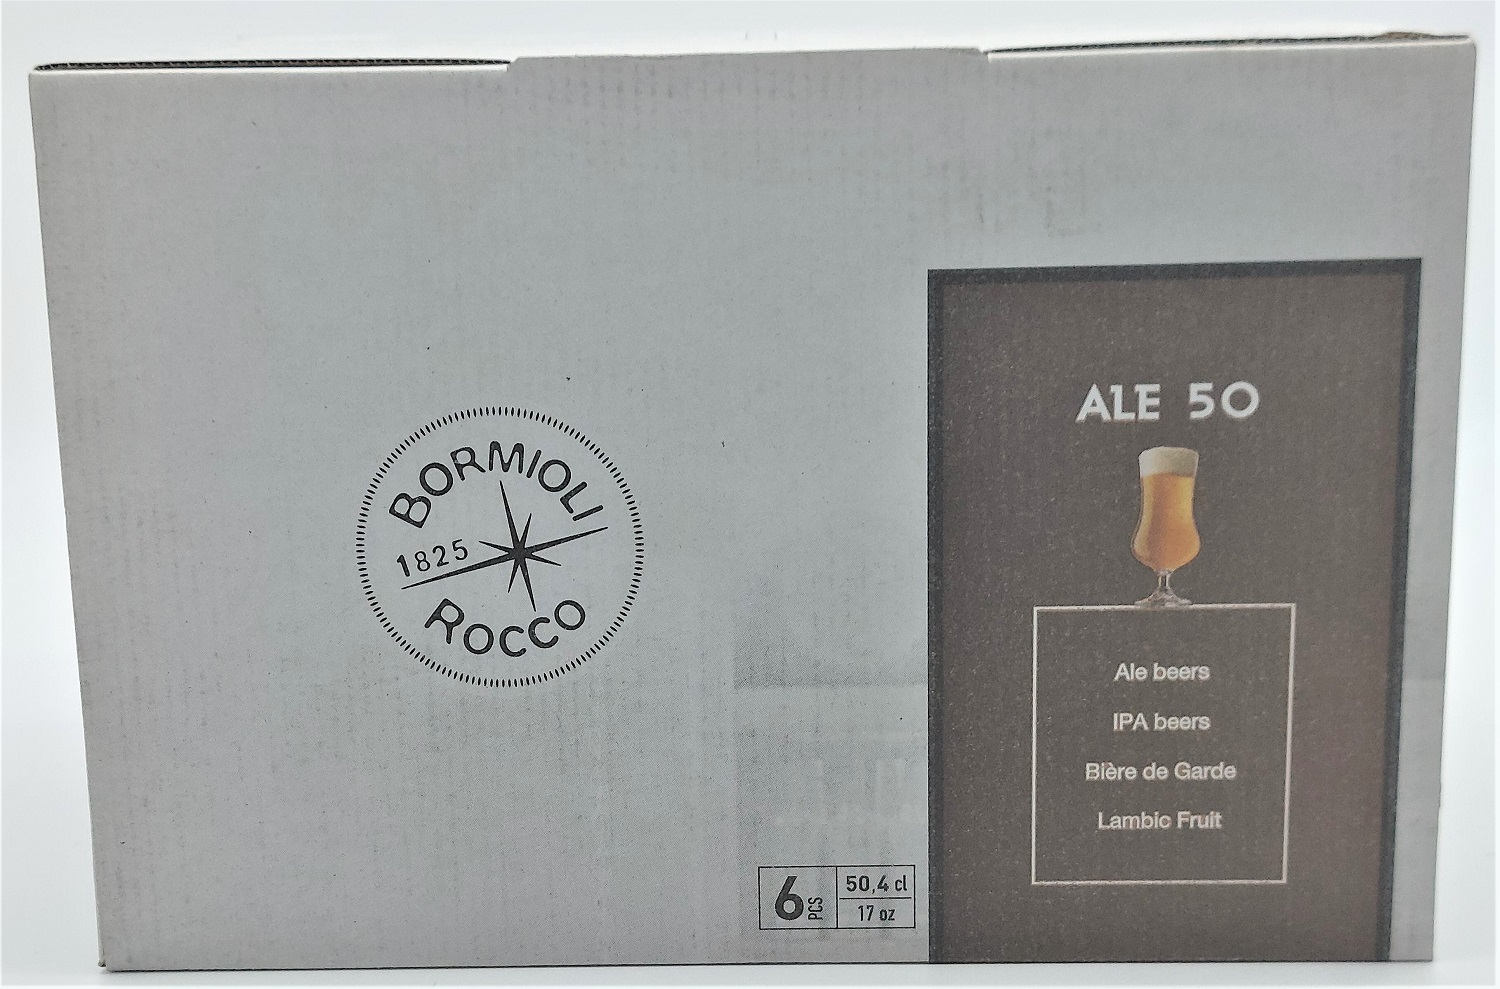 BORMIOLI
1825
ROCCO
6 PCS
50,4 cl
17 oz
ALE 50
Ale beers
IPA beers
Bière de Garde
Lambic Fruit